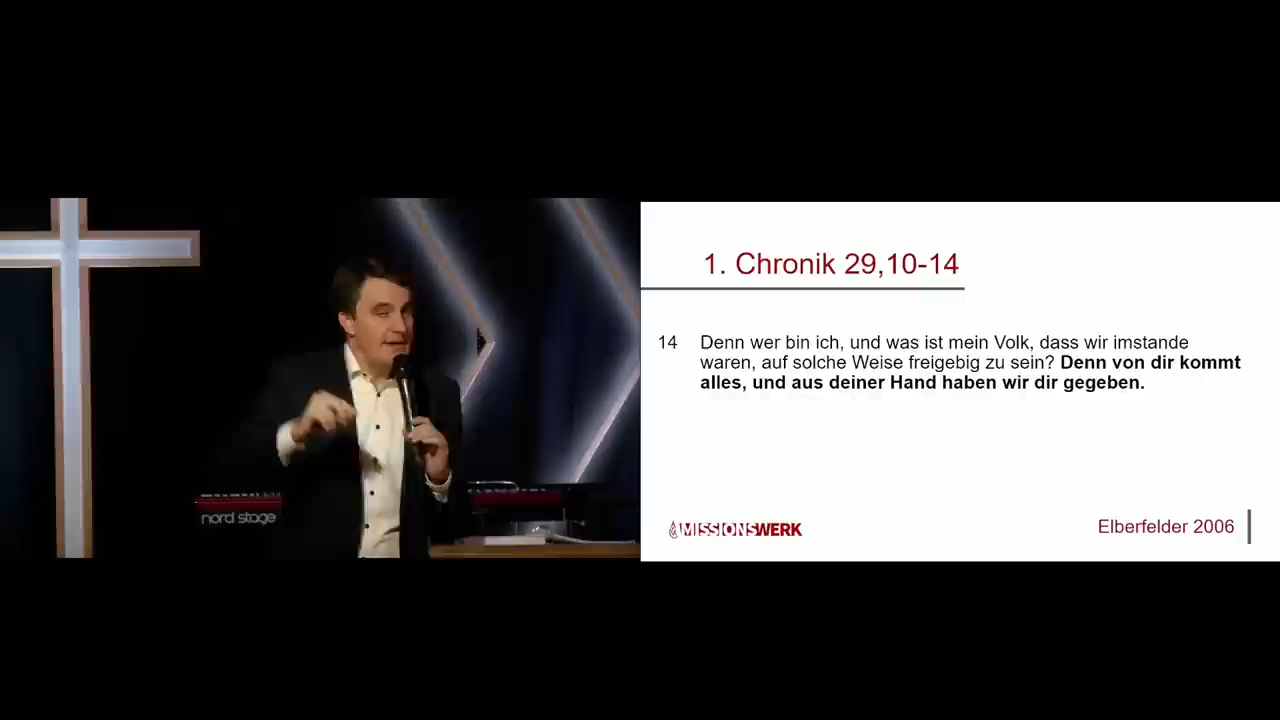 nord stage
1. Chronik 29,10-14
14 Denn wer bin ich, und was ist mein Volk, dass wir imstande
waren, auf solche Weise freigebig zu sein? Denn von dir kommt
alles, und aus deiner Hand haben wir dir gegeben.
MISSIONSWERK
Elberfelder 2006